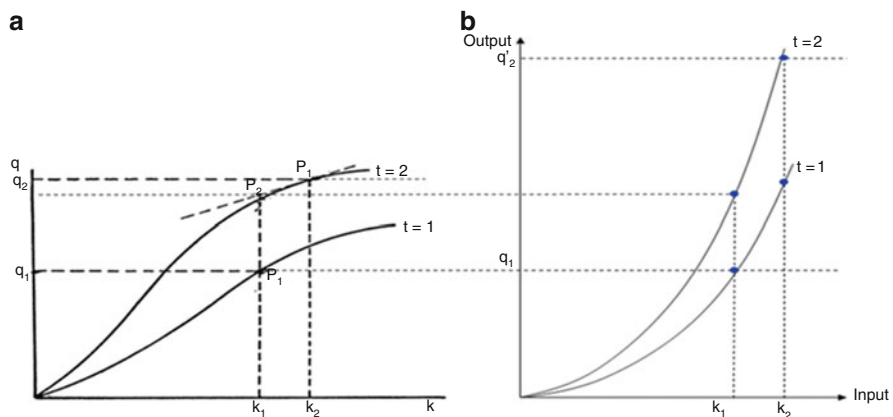 a
q
q2
q1
P2
P1
P1
t = 2
t = 1
k1
k2
k
b
Output
q'2
q1
t = 2
t = 1
k1
k2
Input